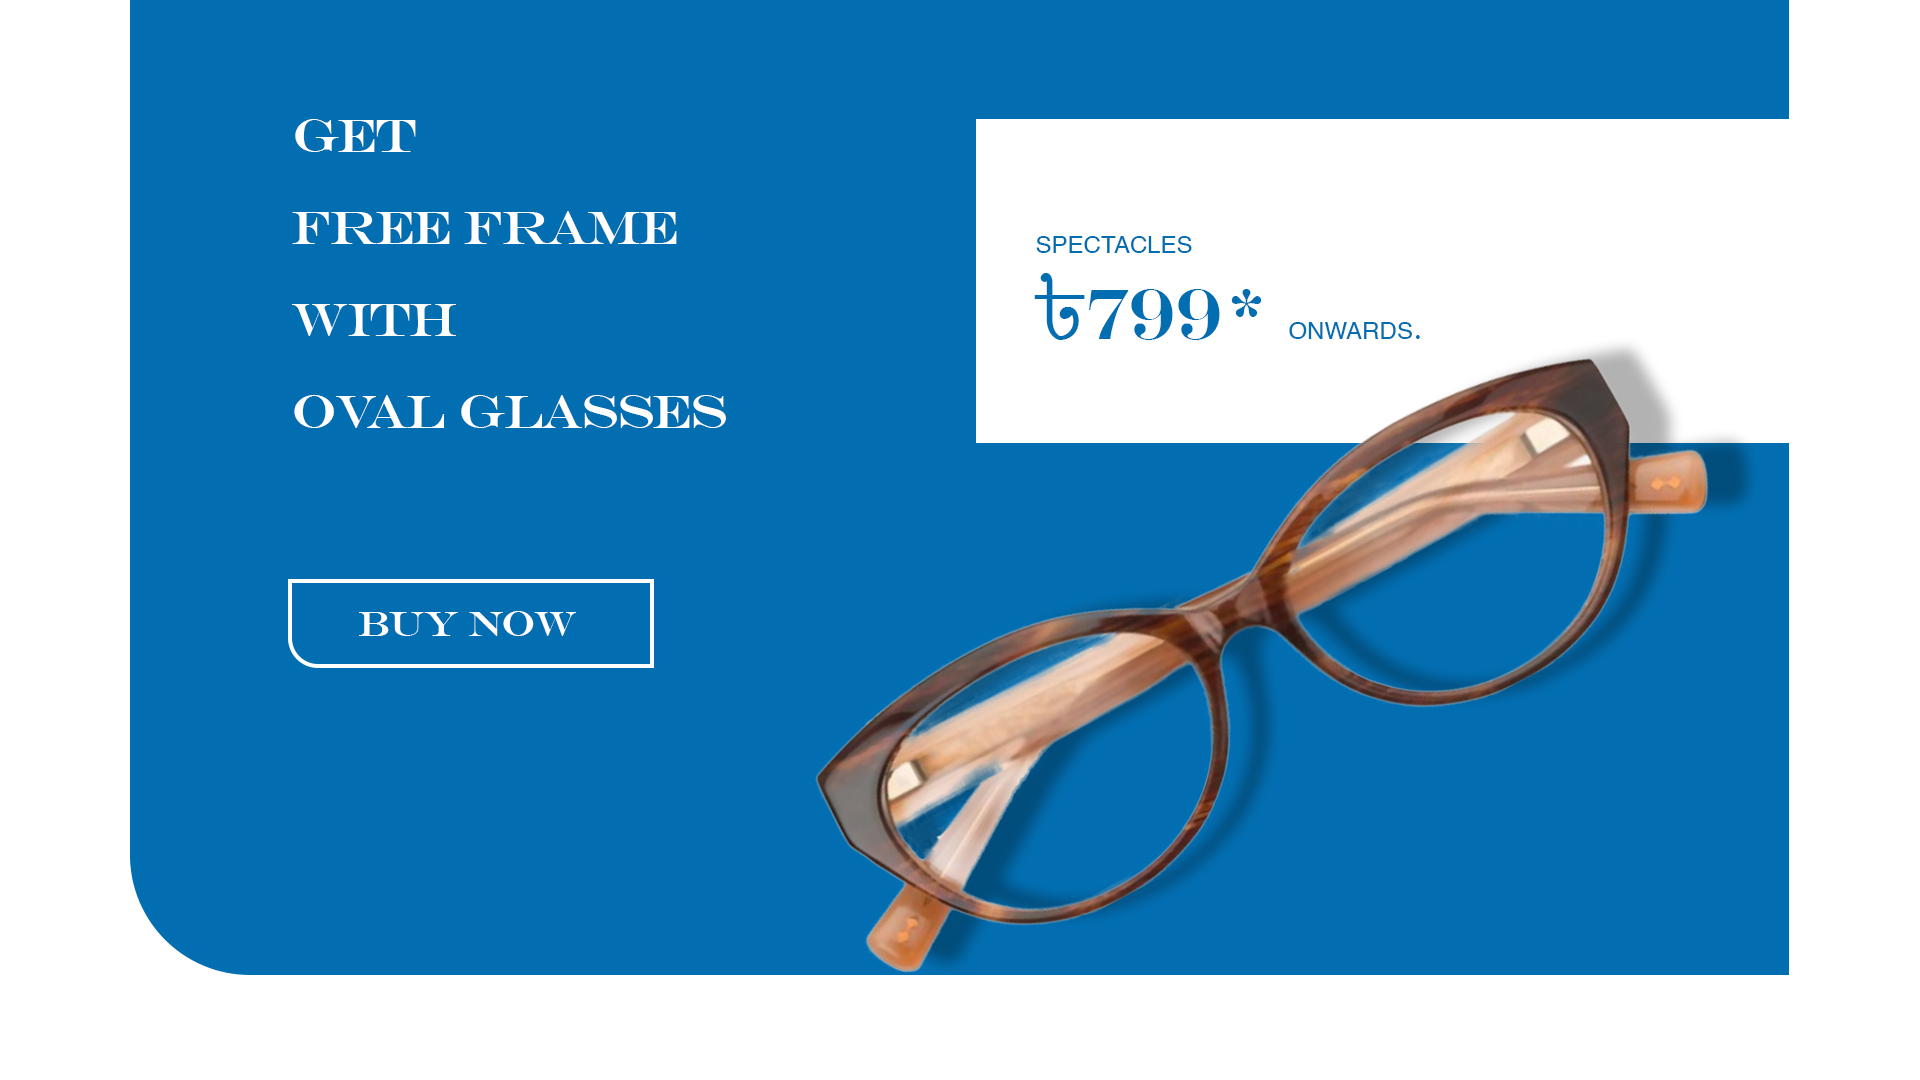 GET
FREE FRAME
WITH
OVAL GLASSES
BUY NOW
SPECTACLES
৳799* ONWARDS.